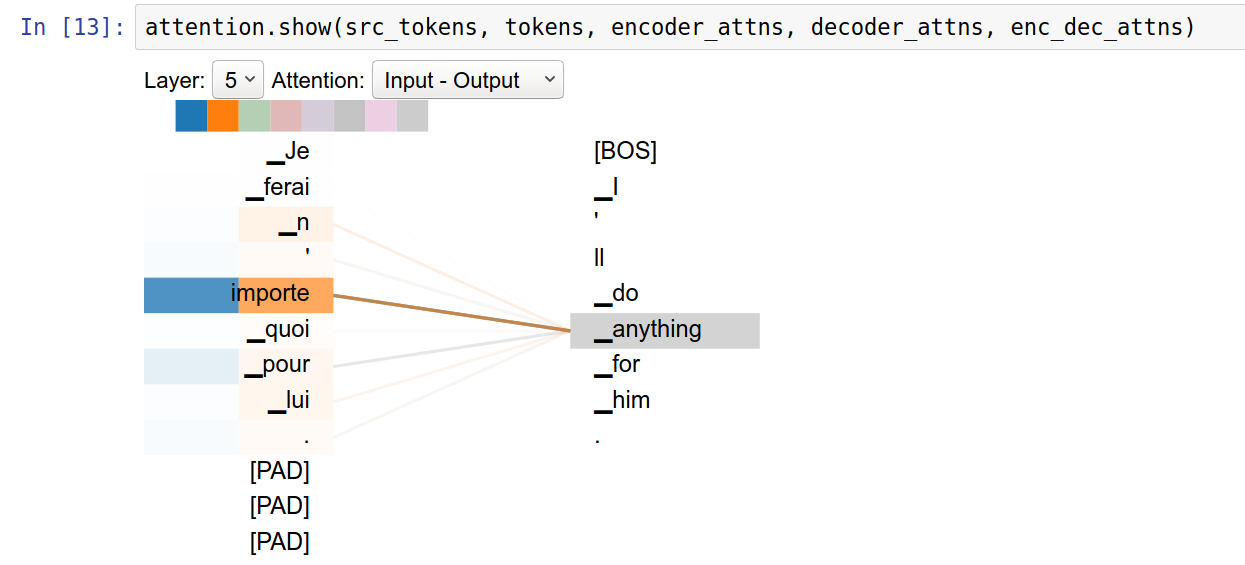 In [13]: attention.show(src_tokens, tokens, encoder_attns, decoder_attns, enc_dec_attns)
Layer: 5 Attention: Input - Output
▁Je [BOS]
▁ferai ▁I
▁n '
' ll
importe ▁do
▁quoi ▁anything
▁pour ▁for
▁lui ▁him
. .
[PAD]
[PAD]
[PAD]